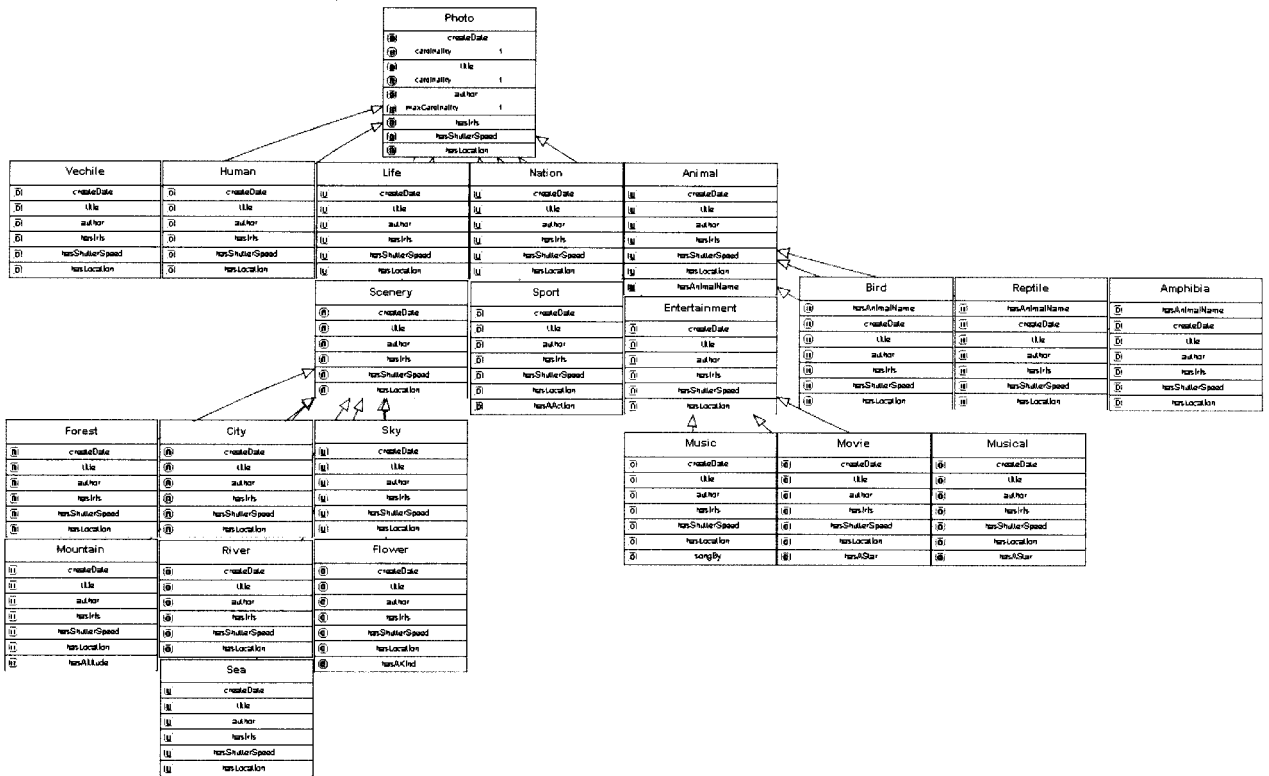 Photo
createDate
cardinality 1
title
cardinality 1
author
maxCardinality 1
hasIris
hasShutterSpeed
hasLocation
Vechile
createDate
title
author
hasIris
hasShutterSpeed
hasLocation
Human
createDate
title
author
hasIris
hasShutterSpeed
hasLocation
Life
createDate
title
author
hasIris
hasShutterSpeed
hasLocation
Nation
createDate
title
author
hasIris
hasShutterSpeed
hasLocation
Animal
createDate
title
author
hasIris
hasShutterSpeed
hasLocation
hasAnimalName
Scenery
createDate
title
author
hasIris
hasShutterSpeed
hasLocation
Sport
createDate
title
author
hasIris
hasShutterSpeed
hasLocation
hasAAction
Entertainment
createDate
title
author
hasIris
hasShutterSpeed
hasLocation
Bird
hasAnimalName
createDate
title
author
hasIris
hasShutterSpeed
hasLocation
Reptile
hasAnimalName
createDate
title
author
hasIris
hasShutterSpeed
hasLocation
Amphibia
hasAnimalName
createDate
title
author
hasIris
hasShutterSpeed
hasLocation
Forest
createDate
title
author
hasIris
hasShutterSpeed
hasLocation
City
createDate
title
author
hasIris
hasShutterSpeed
hasLocation
Sky
createDate
title
author
hasIris
hasShutterSpeed
hasLocation
Music
createDate
title
author
hasIris
hasShutterSpeed
hasLocation
songBy
Movie
createDate
title
author
hasIris
hasShutterSpeed
hasLocation
hasAStar
Musical
createDate
title
author
hasIris
hasShutterSpeed
hasLocation
hasAStar
Mountain
createDate
title
author
hasIris
hasShutterSpeed
hasLocation
hasAltitude
River
createDate
title
author
hasIris
hasShutterSpeed
hasLocation
Flower
createDate
title
author
hasIris
hasShutterSpeed
hasLocation
hasAKind
Sea
createDate
title
author
hasIris
hasShutterSpeed
hasLocation